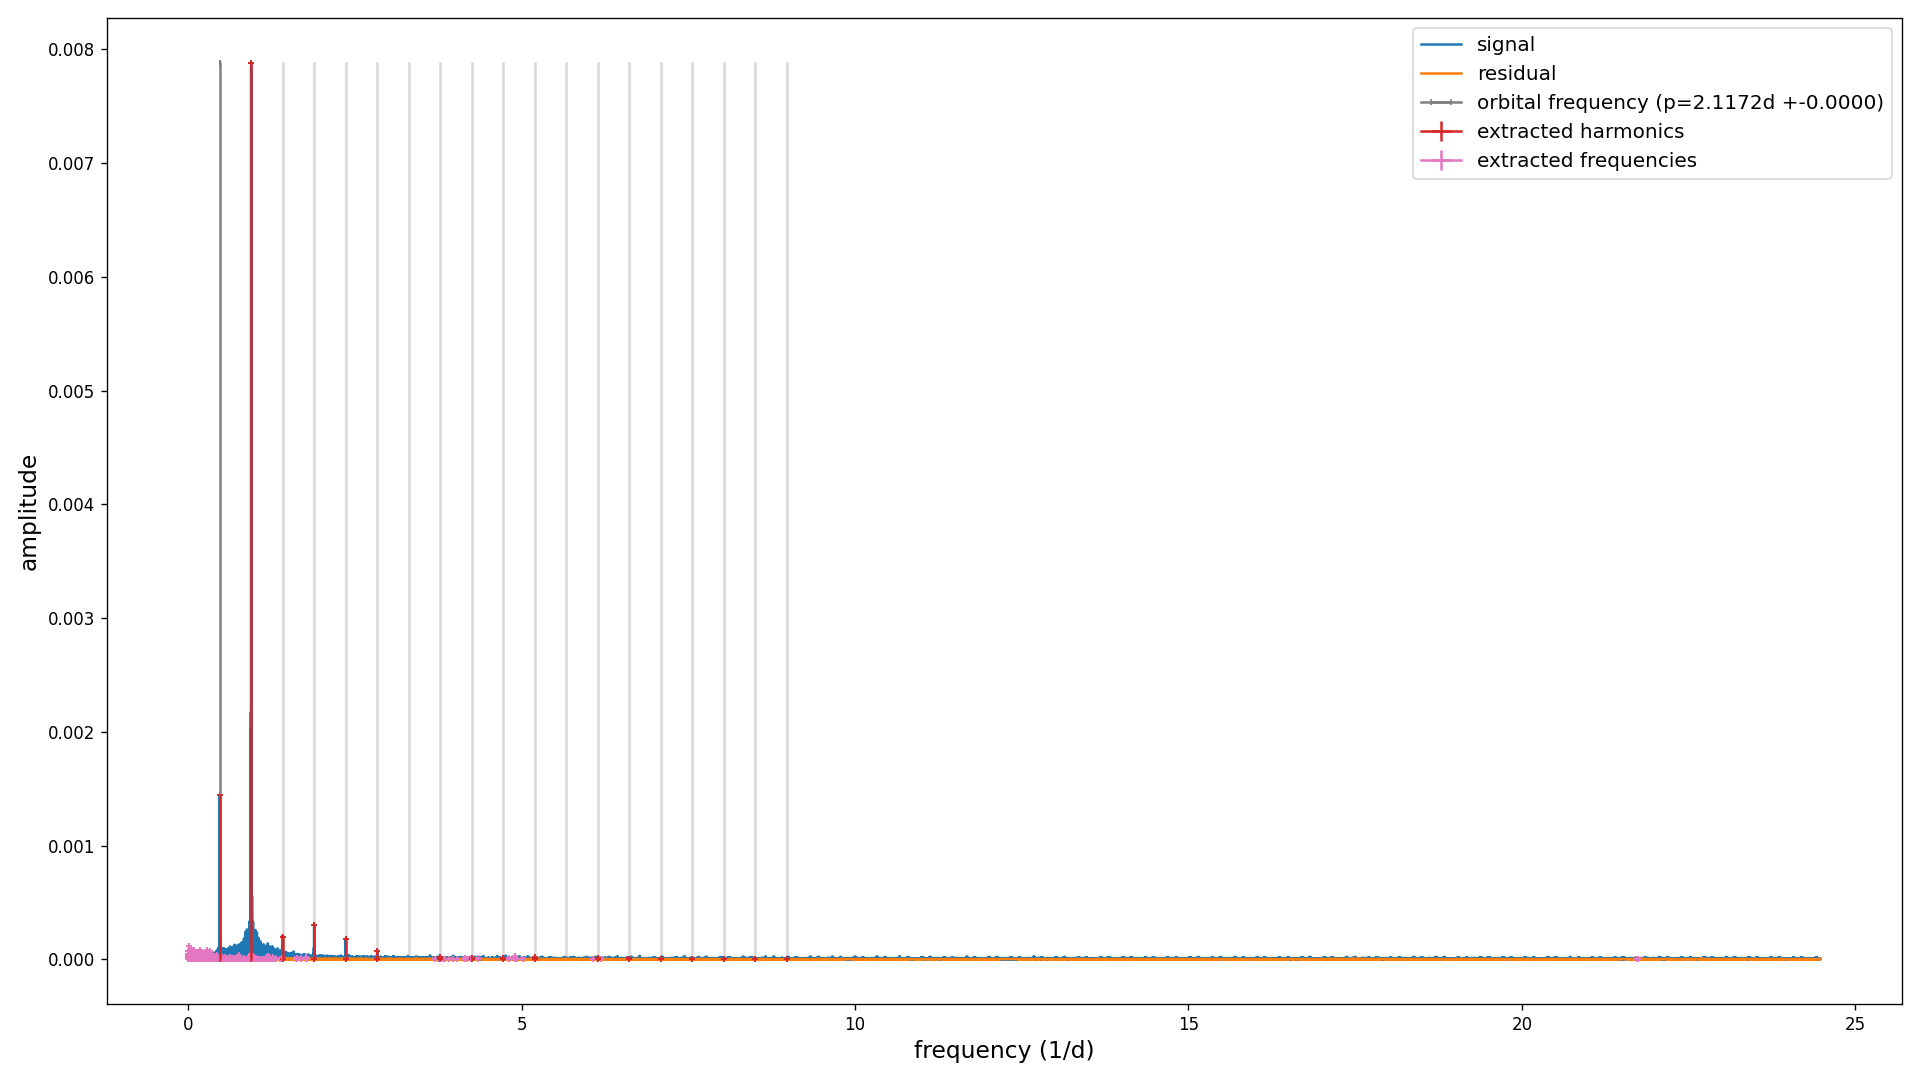 0.008
0.007
0.006
0.005
0.004
0.003
0.002
0.001
0.000
amplitude
0
5
10
15
20
25
frequency (1/d)
signal
residual
orbital frequency (p=2.1172d +-0.0000)
extracted harmonics
extracted frequencies